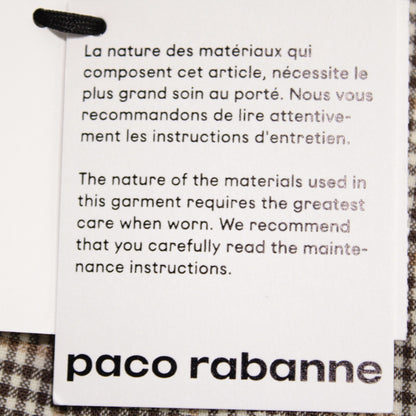 La nature des matériaux qui
composent cet article, nécessite le
plus grand soin au porté. Nous vous
recommandons de lire attentive-
ment les instructions d'entretien.
The nature of the materials used in
this garment requires the greatest
care when worn. We recommend
that you carefully read the mainte-
nance instructions.
paco rabanne